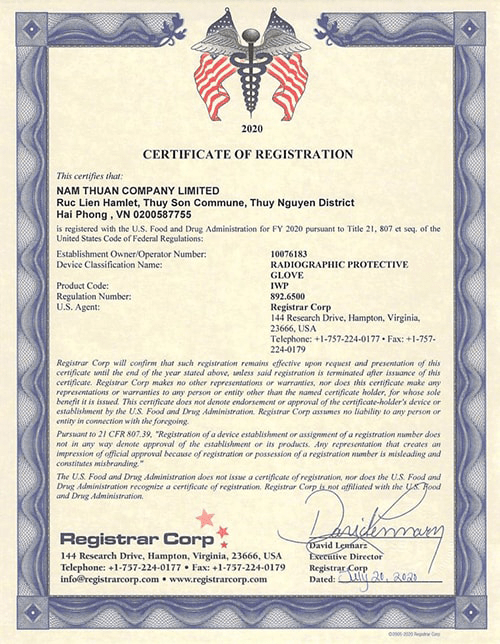 2020
CERTIFICATE OF REGISTRATION
This certifies that:
NAM THUAN COMPANY LIMITED
Ruc Lien Hamlet, Thuy Son Commune, Thuy Nguyen District
Hai Phong , VN 0200587755
is registered with the U.S. Food and Drug Administration for FY 2020 pursuant to Title 21, 807 et seq. of the
United States Code of Federal Regulations:
Establishment Owner/Operator Number: 10076183
Device Classification Name: RADIOGRAPHIC PROTECTIVE
GLOVE
Product Code: IWP
Regulation Number: 892.6500
U.S. Agent: Registrar Corp
144 Research Drive, Hampton, Virginia,
23666, USA
Telephone: +1-757-224-0177 • Fax: +1-757-
224-0179
Registrar Corp will confirm that such registration remains effective upon request and presentation of this
certificate until the end of the year stated above, unless said registration is terminated after issuance of this
certificate. Registrar Corp makes no other representations or warranties, nor does this certificate make any
representations or warranties to any person or entity other than the named certificate holder, for whose sole
benefit it is issued. This certificate does not denote endorsement or approval of the certificate-holder's device or
establishment by the U.S. Food and Drug Administration. Registrar Corp assumes no liability to any person or
entity in connection with the foregoing.
Pursuant to 21 CFR 807.39, "Registration of a device establishment or assignment of a registration number does
not in any way denote approval of the establishment or its products. Any representation that creates an
impression of official approval because of registration or possession of a registration number is misleading and
constitutes misbranding."
The U.S. Food and Drug Administration does not issue a certificate of registration, nor does the U.S. Food and
Drug Administration recognize a certificate of registration. Registrar Corp is not affiliated with the U.S. Food
and Drug Administration.
Registrar Corp
144 Research Drive, Hampton, Virginia, 23666, USA
Telephone: +1-757-224-0177 • Fax: +1-757-224-0179
info@registrarcorp.com • www.registrarcorp.com
David Lennarz
David Lennarz
Executive Director
Registrar Corp
Dated: July 20, 2020
©2005-2020 Registrar Corp